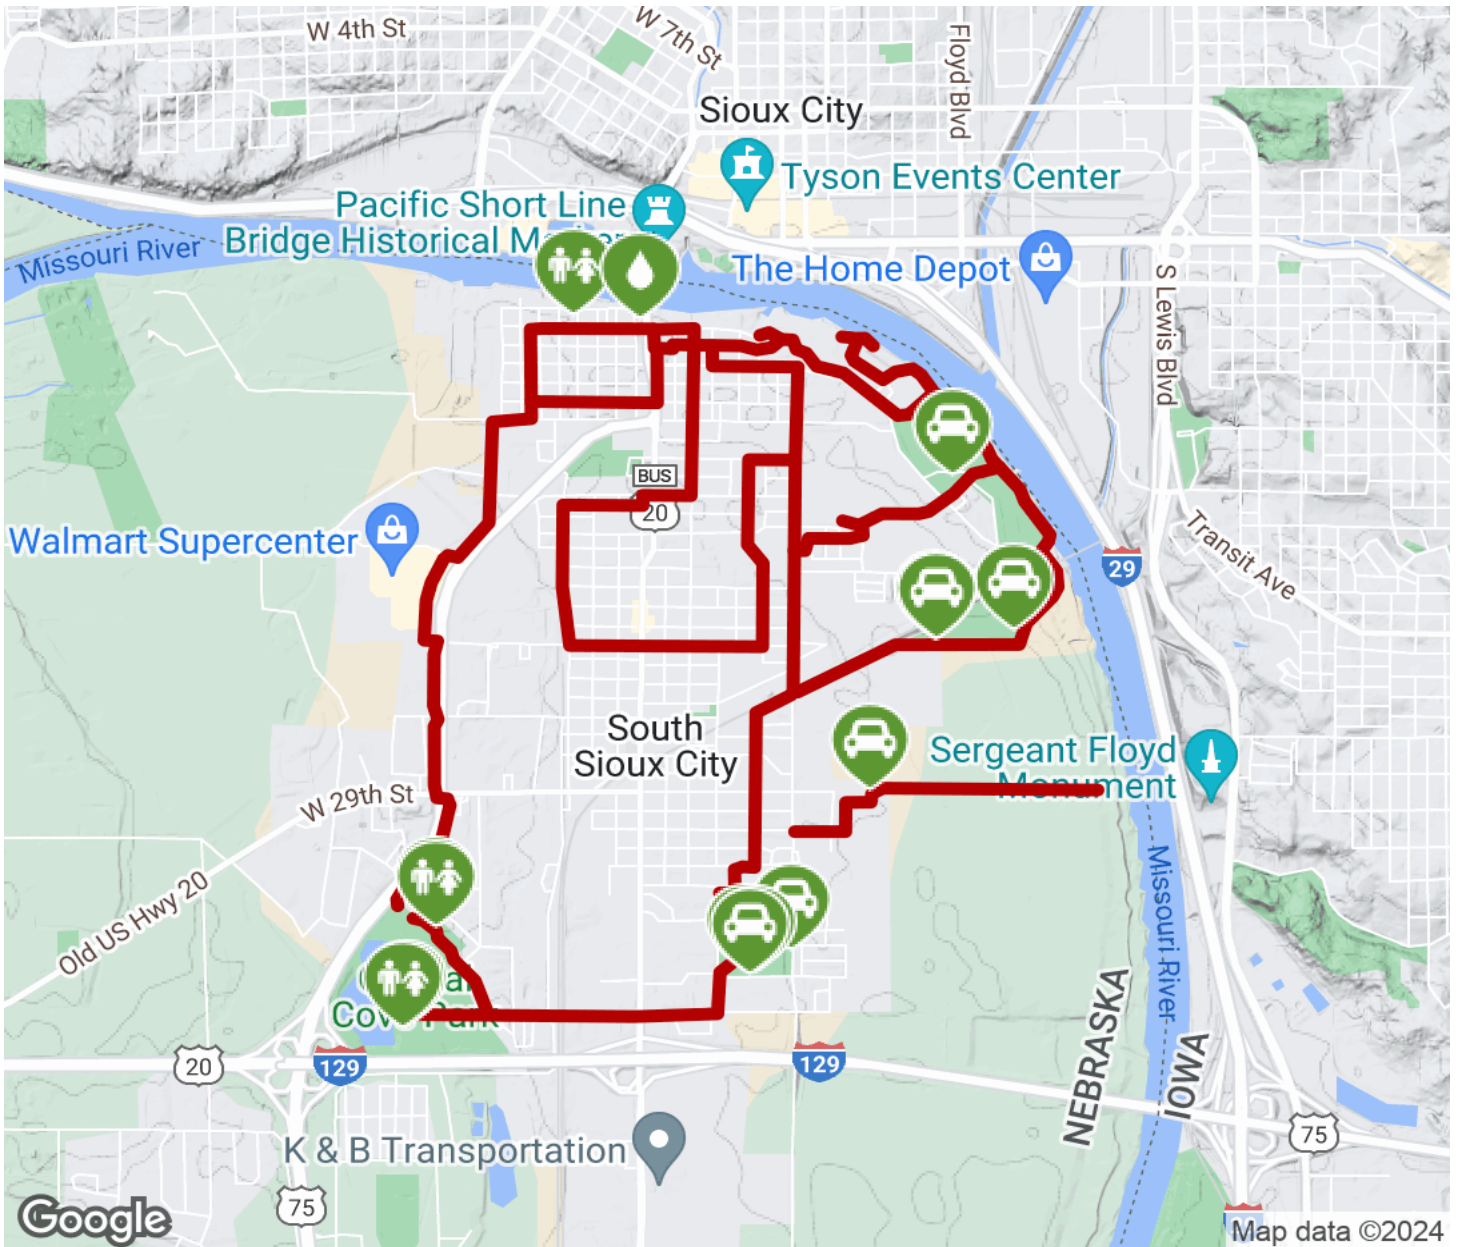 W 4th St
W 7th St
Floyd Blvd
Sioux City
Tyson Events Center
Pacific Short Line
Bridge Historical
Missouri River
The Home Depot
S Lewis Blvd
BUS
20
Walmart Supercenter
29
Transit Ave
South
Sioux City
Sergeant Floyd
Monument
W 29th St
Old US Hwy 20
Missouri River
Cove Park
NEBRASKA
IOWA
20
129
129
75
K & B Transportation
75
Google
Map data ©2024